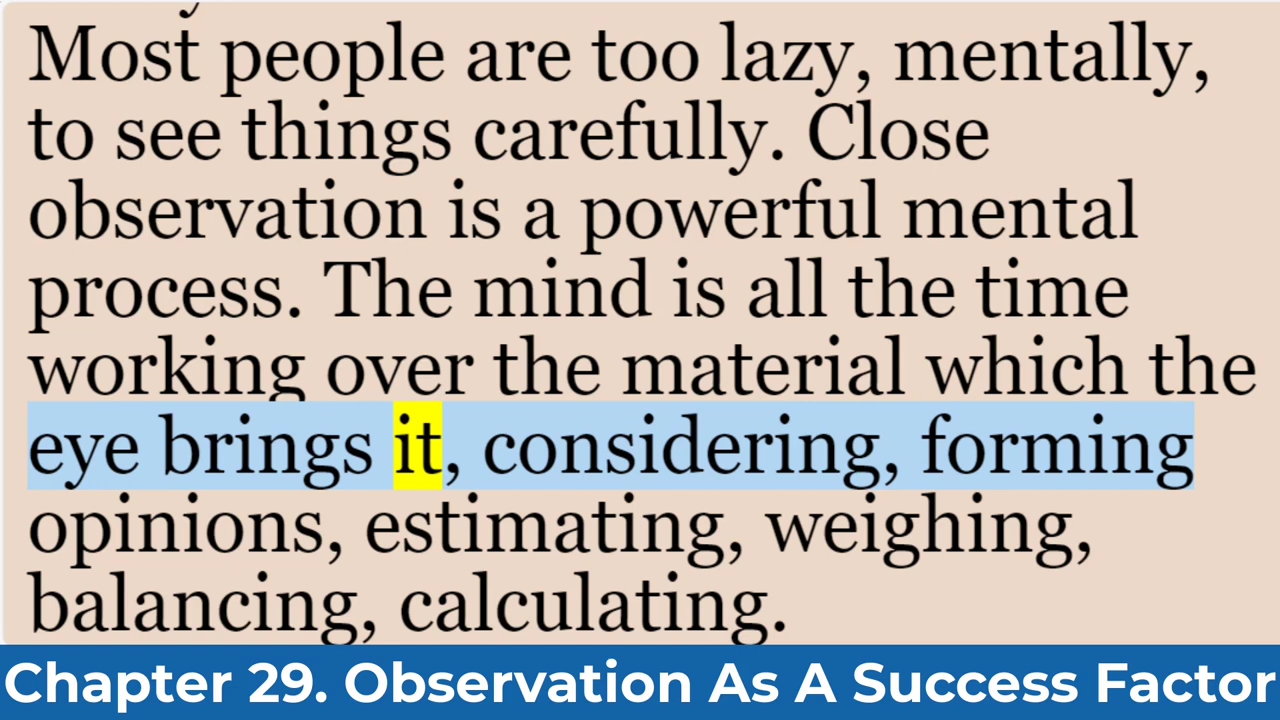 Most people are too lazy, mentally,
to see things carefully. Close
observation is a powerful mental
process. The mind is all the time
working over the material which the
eye brings it, considering, forming
opinions, estimating, weighing,
balancing, calculating.
Chapter 29. Observation As A Success Factor